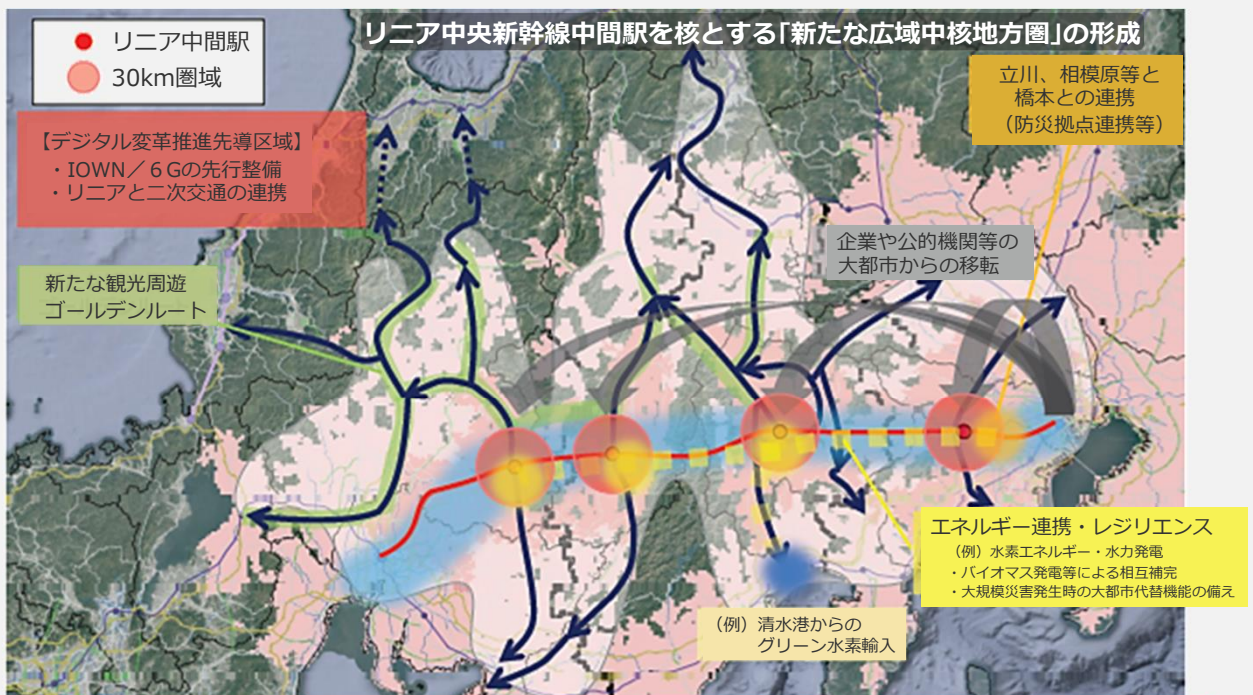 リニア中央新幹線中間駅を核とする「新たな広域中核地方圏」の形成
リニア中間駅
30km圏域
立川、相模原等と
橋本との連携
（防災拠点連携等）
【デジタル変革推進先導区域】
・IOWN／６Gの先行整備
・リニアと二次交通の連携
企業や公的機関等の
大都市からの移転
新たな観光周遊
ゴールデンルート
エネルギー連携・レジリエンス
（例）水素エネルギー・水力発電
・バイオマス発電等による相互補完
・大規模災害発生時の大都市代替機能の備え
（例）清水港からの
グリーン水素輸入